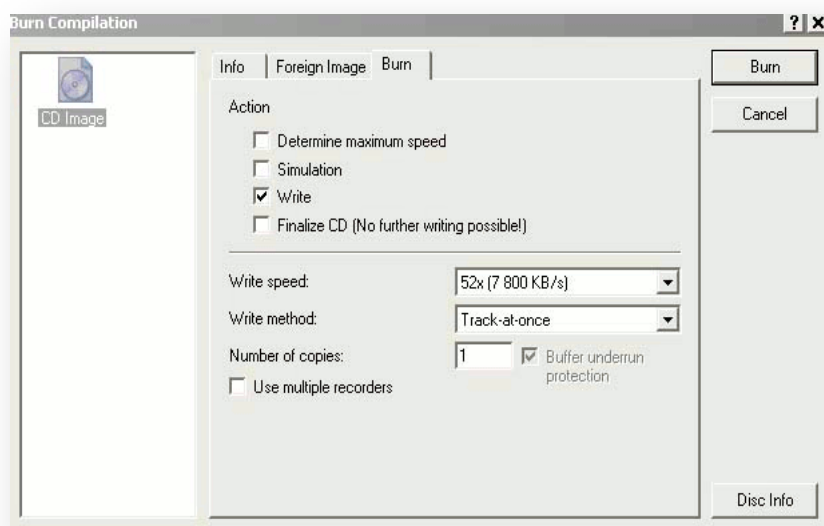 Burn Compilation
CD Image
Info Foreign Image Burn
Action
Determine maximum speed
Simulation
Write
Finalize CD (No further writing possible!)
Write speed: 52x (7 800 KB/s)
Write method: Track-at-once
Number of copies: 1 Buffer underrun
protection
Use multiple recorders
Burn
Cancel
Disc Info